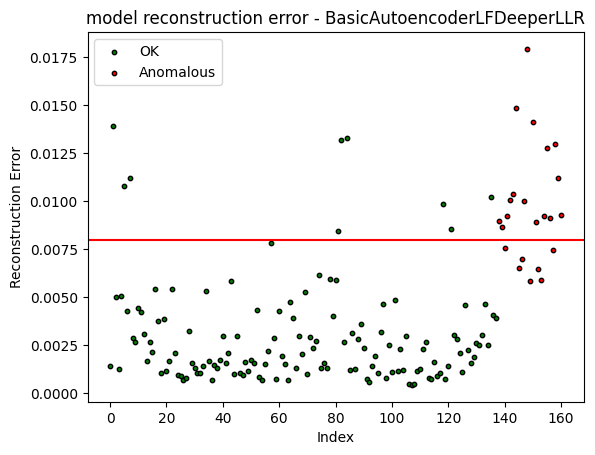 model reconstruction error - BasicAutoencoderLFDeeperLLR
OK
Anomalous
0.0175
0.0150
0.0125
0.0100
0.0075
0.0050
0.0025
0.0000
Reconstruction Error
0 20 40 60 80 100 120 140 160
Index